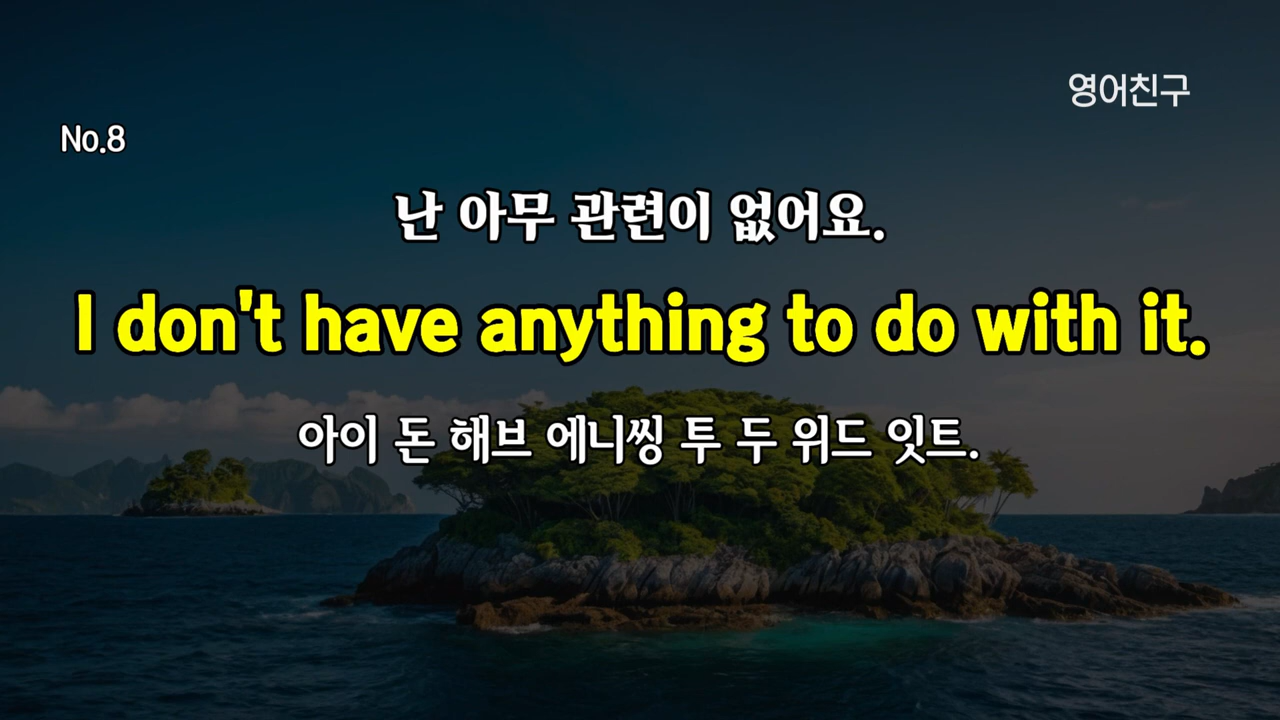 영어친구
No.8
난 아무 관련이 없어요.
I don't have anything to do with it.
아이 돈 해브 에니씽 투 두 위드 잇트.